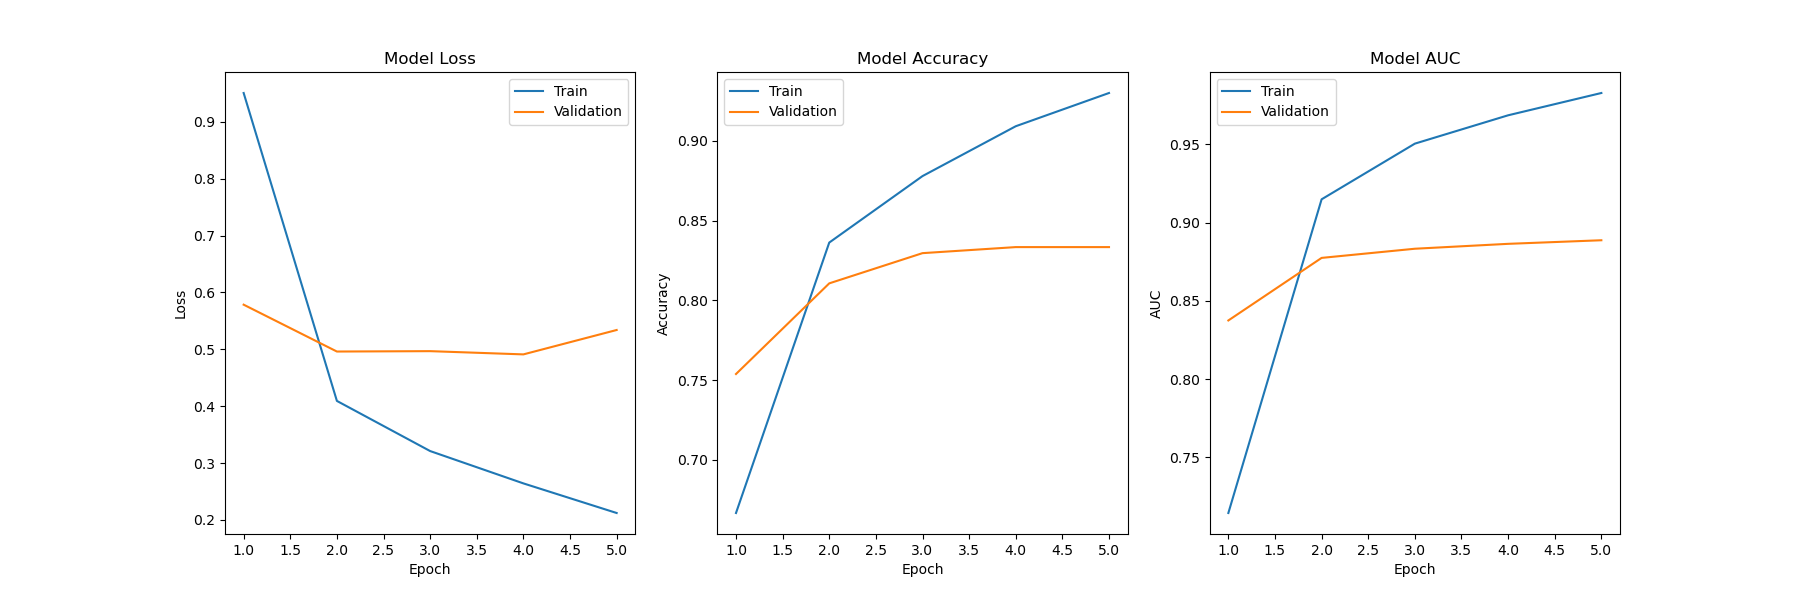 Model Loss
Train
Validation
0.9
0.8
0.7
0.6
0.5
0.4
0.3
0.2
Loss
1.0 1.5 2.0 2.5 3.0 3.5 4.0 4.5 5.0
Epoch
Model Accuracy
Train
Validation
0.90
0.85
0.80
0.75
0.70
Accuracy
1.0 1.5 2.0 2.5 3.0 3.5 4.0 4.5 5.0
Epoch
Model AUC
Train
Validation
0.95
0.90
0.85
0.80
0.75
AUC
1.0 1.5 2.0 2.5 3.0 3.5 4.0 4.5 5.0
Epoch